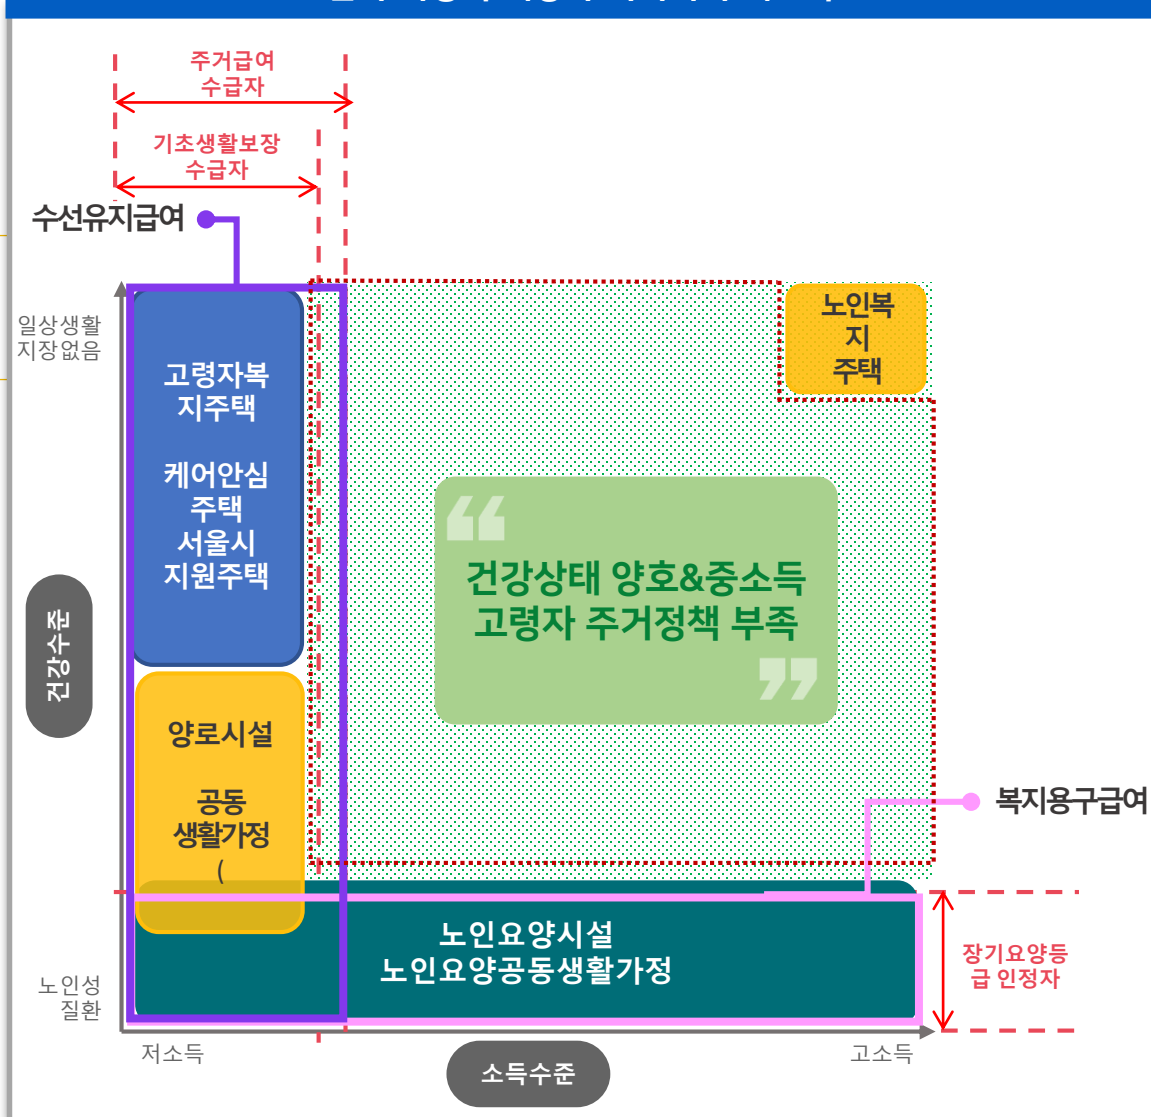 주거급여
수급자
기초생활보장
수급자
수선유지급여
일상생활
지장없음
고령자복
지주택
케어안심
주택
서울시
지원주택
노인복
지
주택
“
건강상태 양호&중소득
고령자 주거정책 부족
”
건강수준
양로시설
공동
생활가정
(
복지용구급여
노인요양시설
노인요양공동생활가정
장기요양등
급 인정자
노인성
질환
저소득
소득수준
고소득